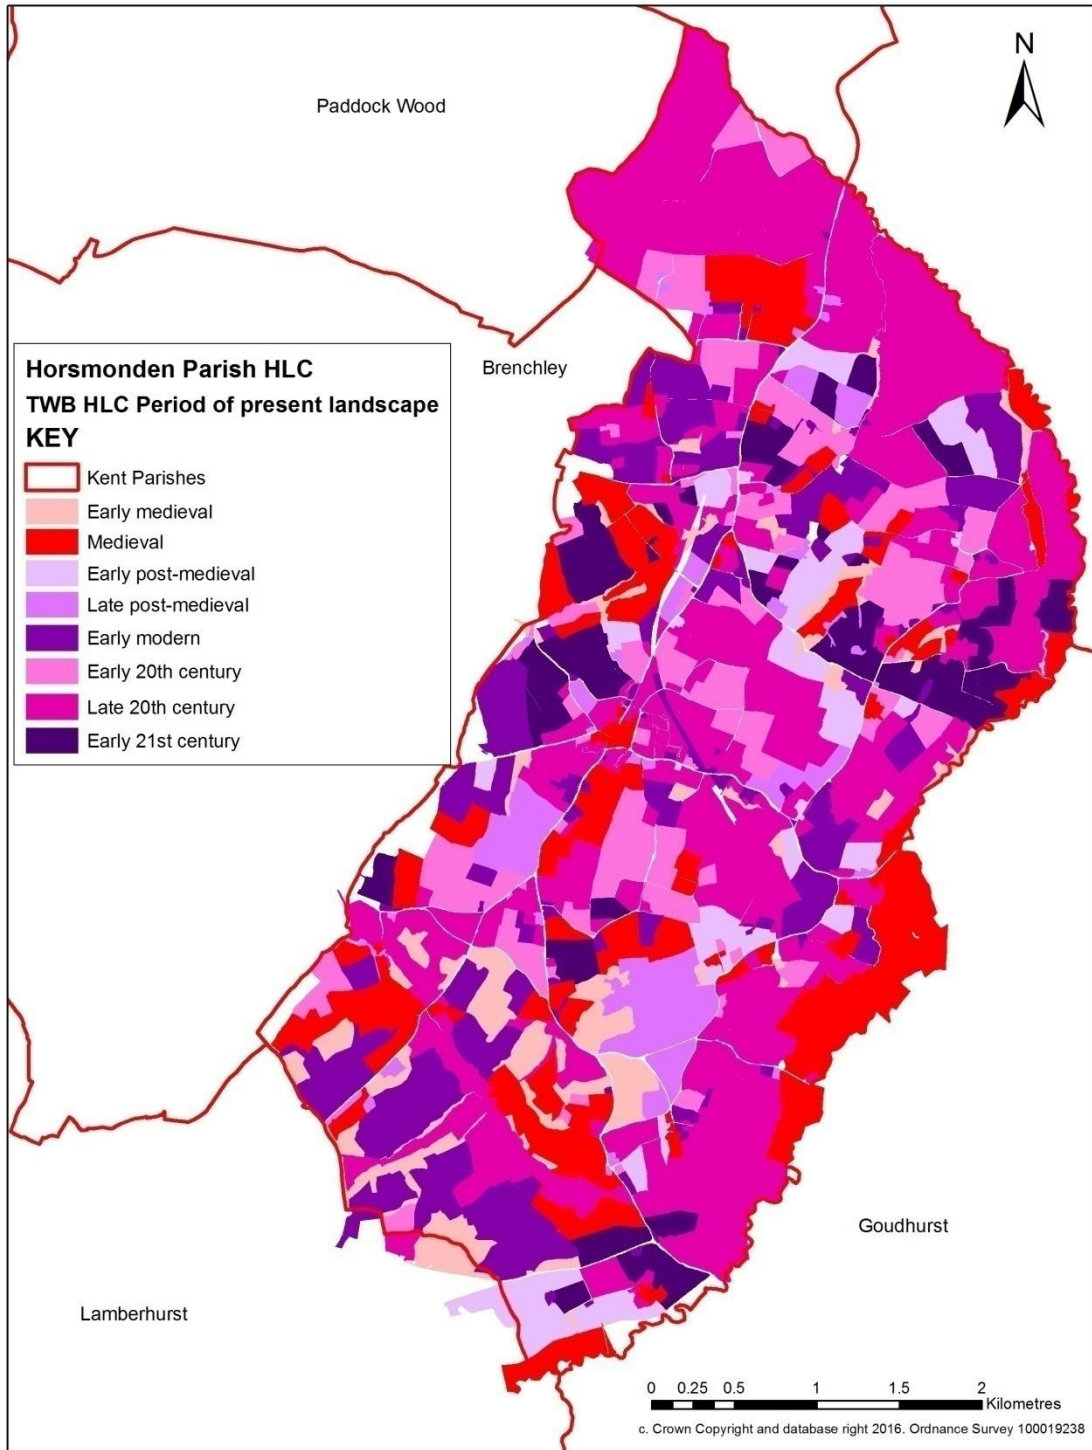 N
Paddock Wood
Brenchley
Horsmonden Parish HLC
TWB HLC Period of present landscape
KEY
Kent Parishes
Early medieval
Medieval
Early post-medieval
Late post-medieval
Early modern
Early 20th century
Late 20th century
Early 21st century
Goudhurst
Lamberhurst
0 0.25 0.5 1 1.5 2
Kilometres
c. Crown Copyright and database right 2016. Ordnance Survey 100019238